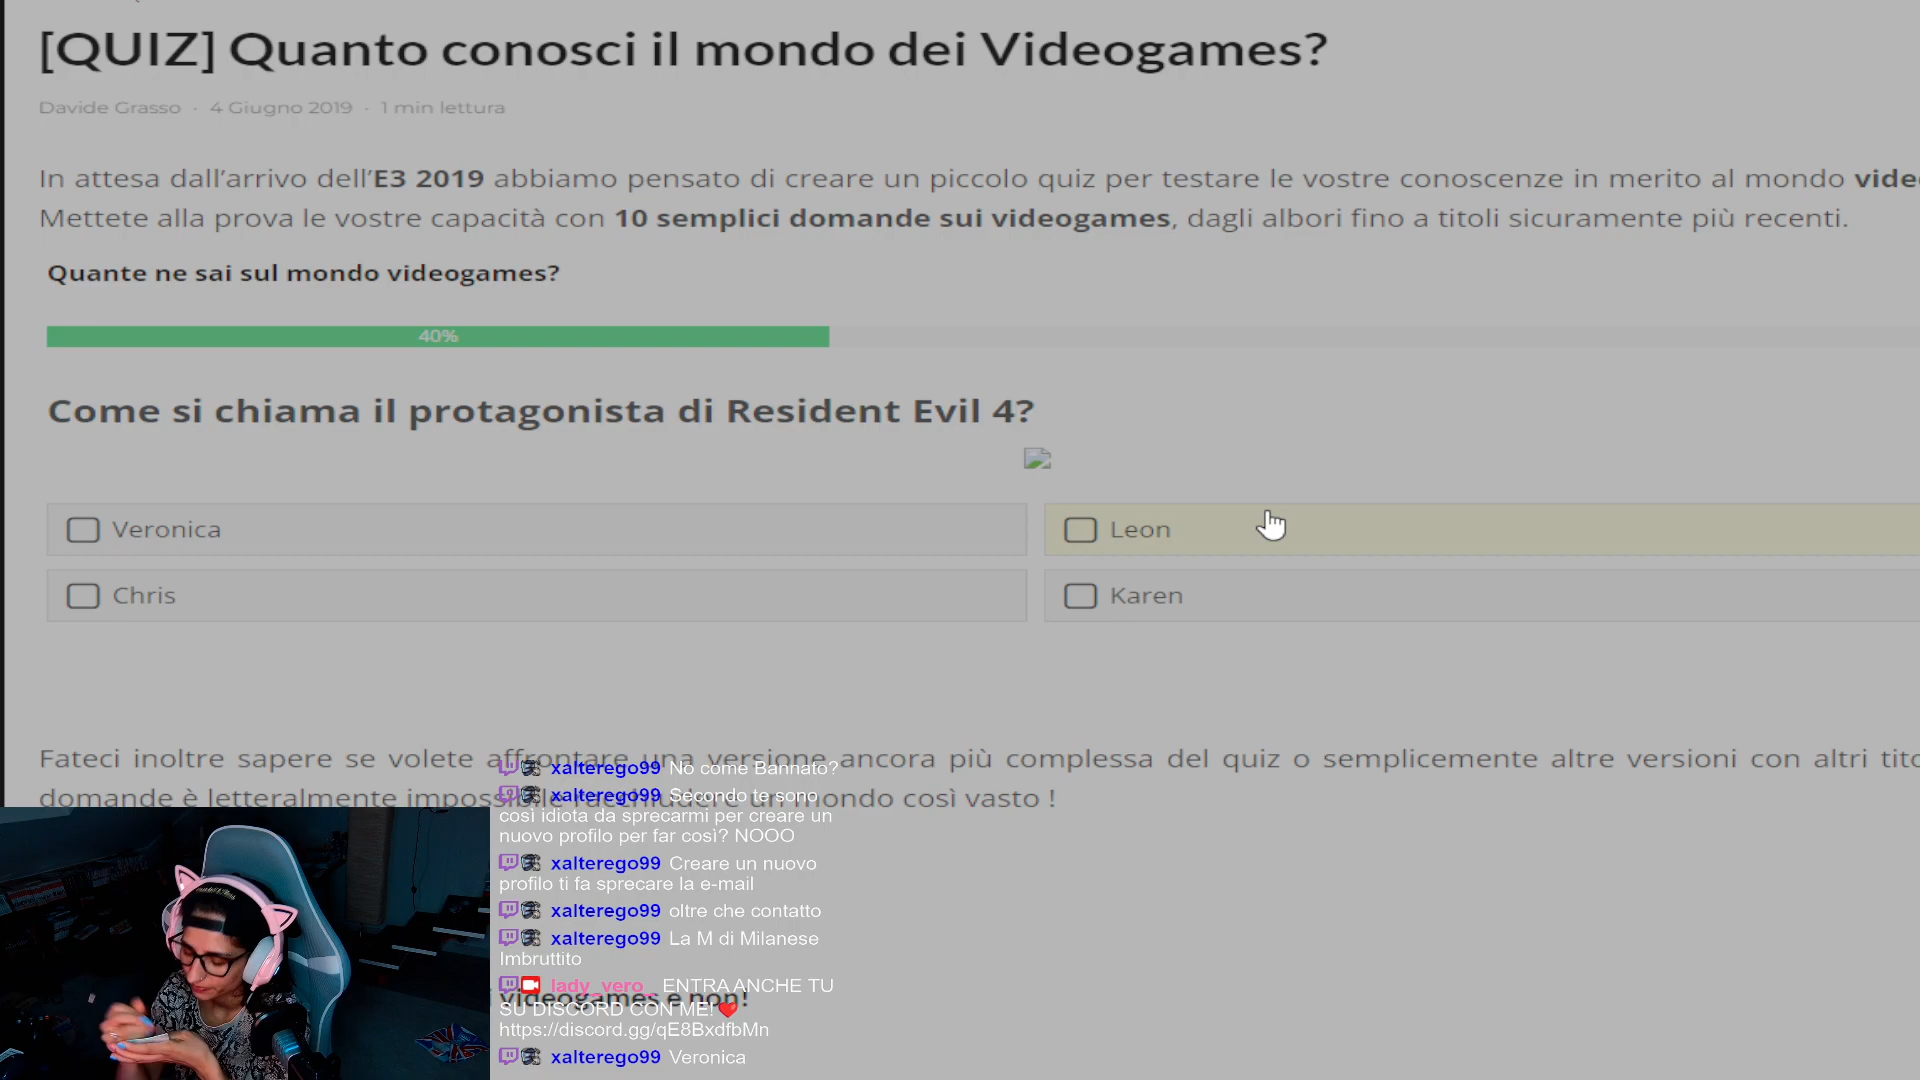 [QUIZ] Quanto conosci il mondo dei Videogames?
Davide Grasso · 4 Giugno 2019 · 1 min lettura
In attesa dall'arrivo dell'E3 2019 abbiamo pensato di creare un piccolo quiz per testare le vostre conoscenze in merito al mondo
Mettete alla prova le vostre capacità con 10 semplici domande sui videogames, dagli albori fino a titoli sicuramente più recenti.
Quante ne sai sul mondo videogames?
40%
Come si chiama il protagonista di Resident Evil 4?
Veronica
Leon
Chris
Karen
Fateci inoltre sapere se volete affrontare una versione ancora più complessa del quiz o semplicemente altre versioni con altri
domande è letteralmente impossibile racchiudere un mondo così vasto !
videogames e non!
xalterego99 No come Bannato?
xalterego99 Secondo te sono
così idiota da sprecarmi per creare un
nuovo profilo per far così? NOOO
xalterego99 Creare un nuovo
profilo ti fa sprecare la e-mail
xalterego99 oltre che contatto
xalterego99 La M di Milanese
Imbruttito
lady_vero_ ENTRA ANCHE TU
SU DISCORD CON ME!❤️
https://discord.gg/qE8BxdfbMn
xalterego99 Veronica